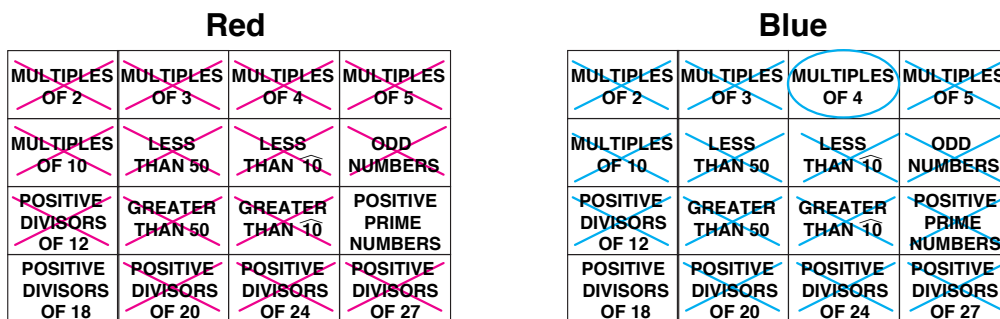 Red
MULTIPLES OF 2
MULTIPLES OF 3
MULTIPLES OF 4
MULTIPLES OF 5
MULTIPLES OF 10
LESS THAN 50
LESS THAN \widehat{10}
ODD NUMBERS
POSITIVE DIVISORS OF 12
GREATER THAN 50
GREATER THAN \widehat{10}
POSITIVE PRIME NUMBERS
POSITIVE DIVISORS OF 18
POSITIVE DIVISORS OF 20
POSITIVE DIVISORS OF 24
POSITIVE DIVISORS OF 27
Blue
MULTIPLES OF 2
MULTIPLES OF 3
MULTIPLES OF 4
MULTIPLES OF 5
MULTIPLES OF 10
LESS THAN 50
LESS THAN \widehat{10}
ODD NUMBERS
POSITIVE DIVISORS OF 12
GREATER THAN 50
GREATER THAN \widehat{10}
POSITIVE PRIME NUMBERS
POSITIVE DIVISORS OF 18
POSITIVE DIVISORS OF 20
POSITIVE DIVISORS OF 24
POSITIVE DIVISORS OF 27